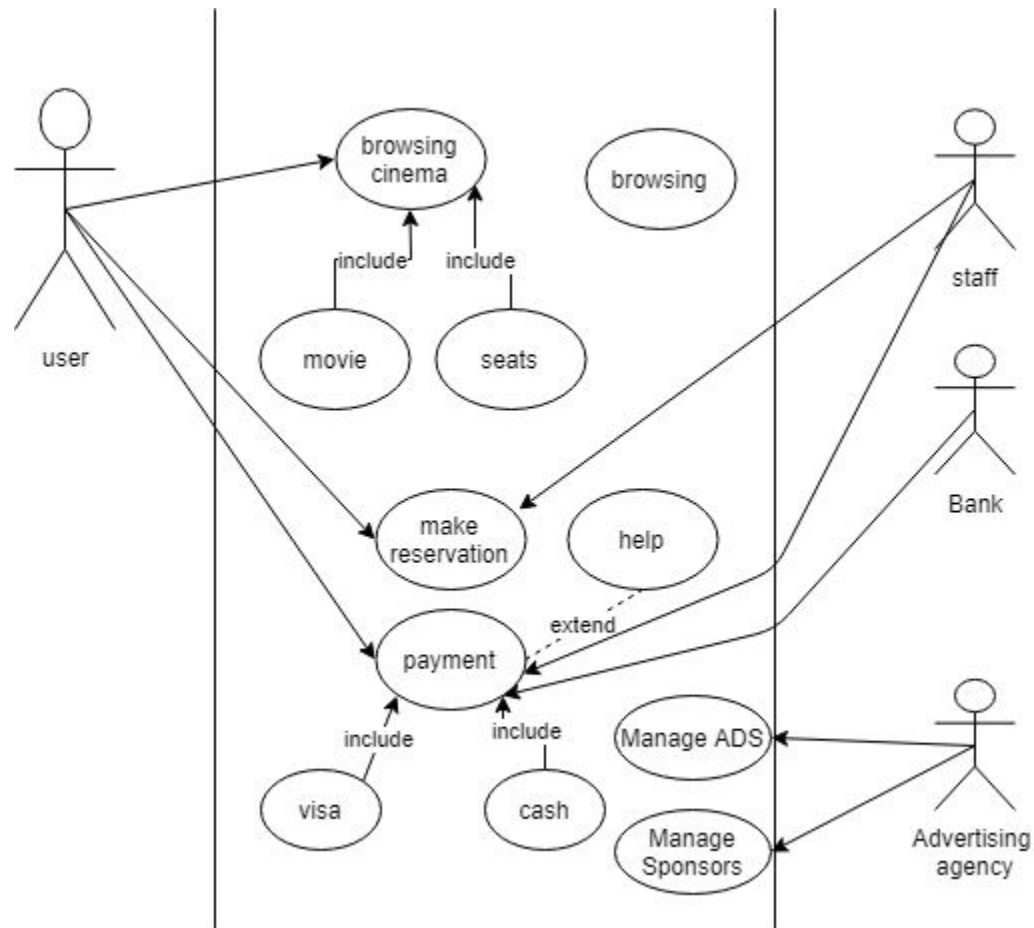 browsing
cinema
browsing
include
include
staff
user
movie
seats
make
reservation
help
Bank
extend
payment
include
include
Manage ADS
visa
cash
Manage
Sponsors
Advertising
agency